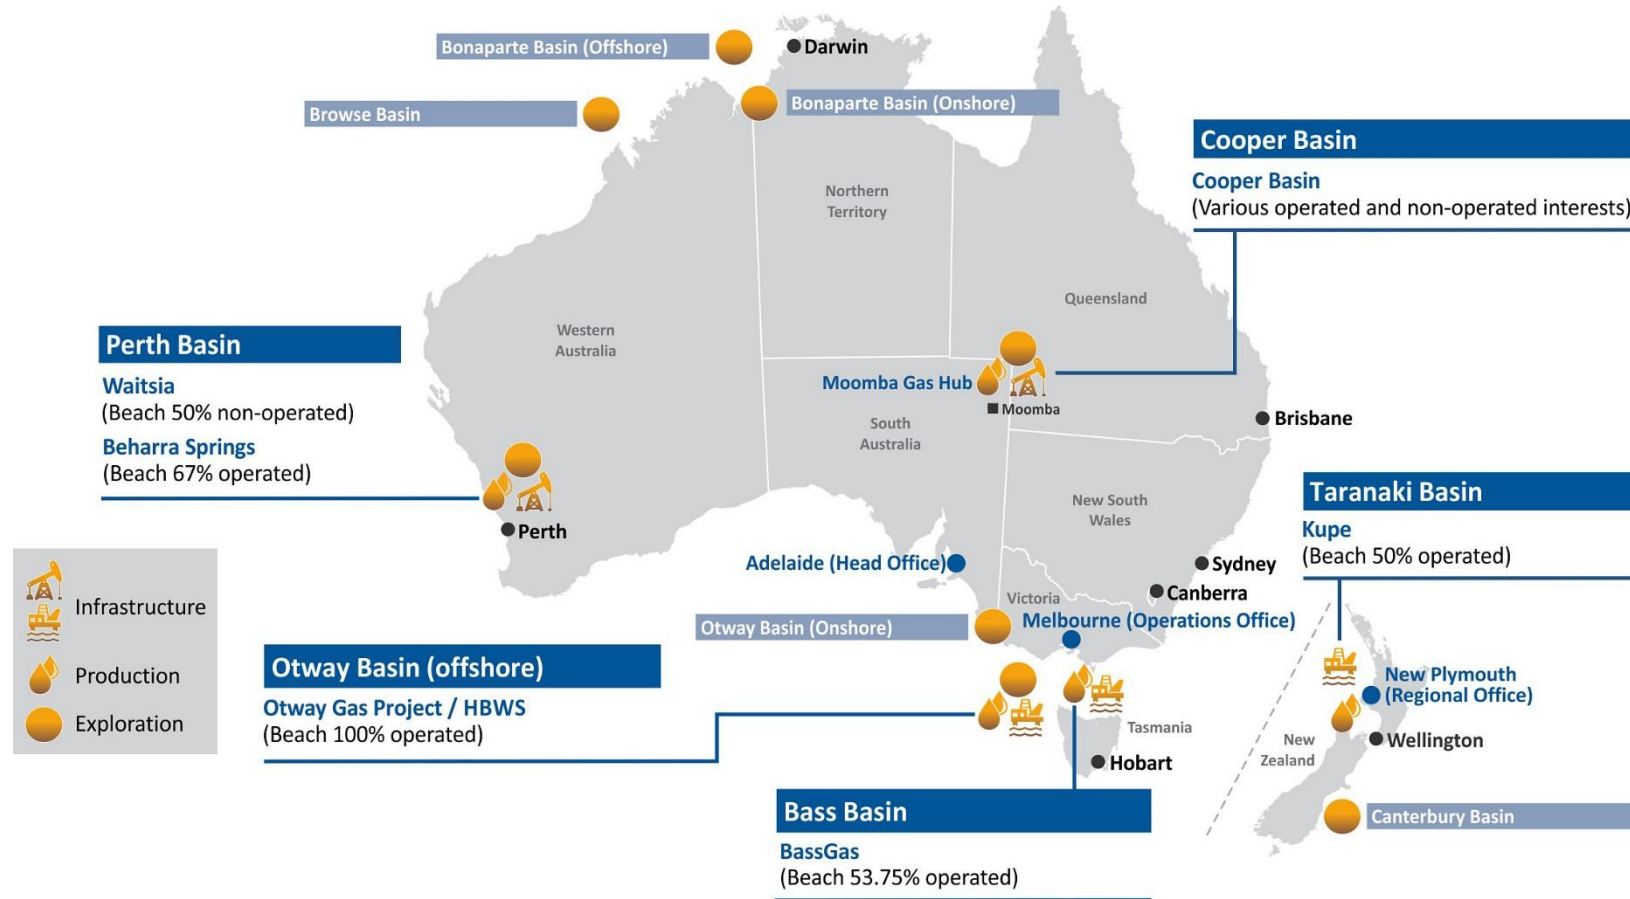 Bonaparte Basin (Offshore)
Darwin
Browse Basin
Bonaparte Basin (Onshore)
Cooper Basin
Cooper Basin
(Various operated and non-operated interests)
Northern
Territory
Queensland
Western
Australia
Perth Basin
Waitsia
(Beach 50% non-operated)
Beharra Springs
(Beach 67% operated)
Moomba Gas Hub
Moomba
South
Australia
Brisbane
New South
Wales
Perth
Taranaki Basin
Kupe
(Beach 50% operated)
Adelaide (Head Office)
Sydney
Canberra
Victoria
Infrastructure
Production
Exploration
Otway Basin (Onshore)
Melbourne (Operations Office)
Otway Basin (offshore)
Otway Gas Project / HBWS
(Beach 100% operated)
Tasmania
Hobart
New Plymouth
(Regional Office)
New
Zealand
Wellington
Bass Basin
BassGas
(Beach 53.75% operated)
Canterbury Basin